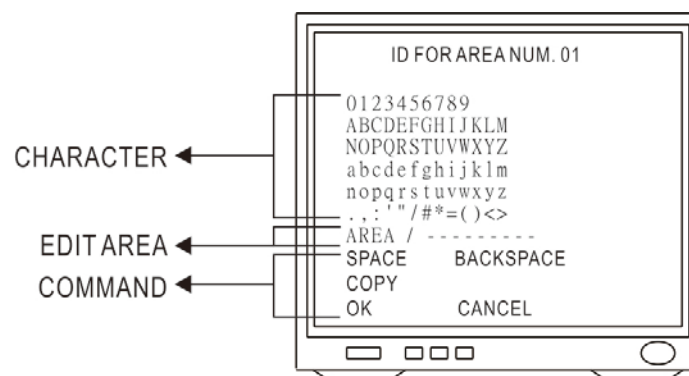 ID FOR AREA NUM. 01
0123456789
ABCDEFGHIJKLM
NOPQRSTUVWXYZ
abcdefghijklm
nopqrstuvwxyz
.,:'"/#*=()<>
AREA / - - - - - - - - -
SPACE BACKSPACE
COPY
OK CANCEL
CHARACTER
EDIT AREA
COMMAND